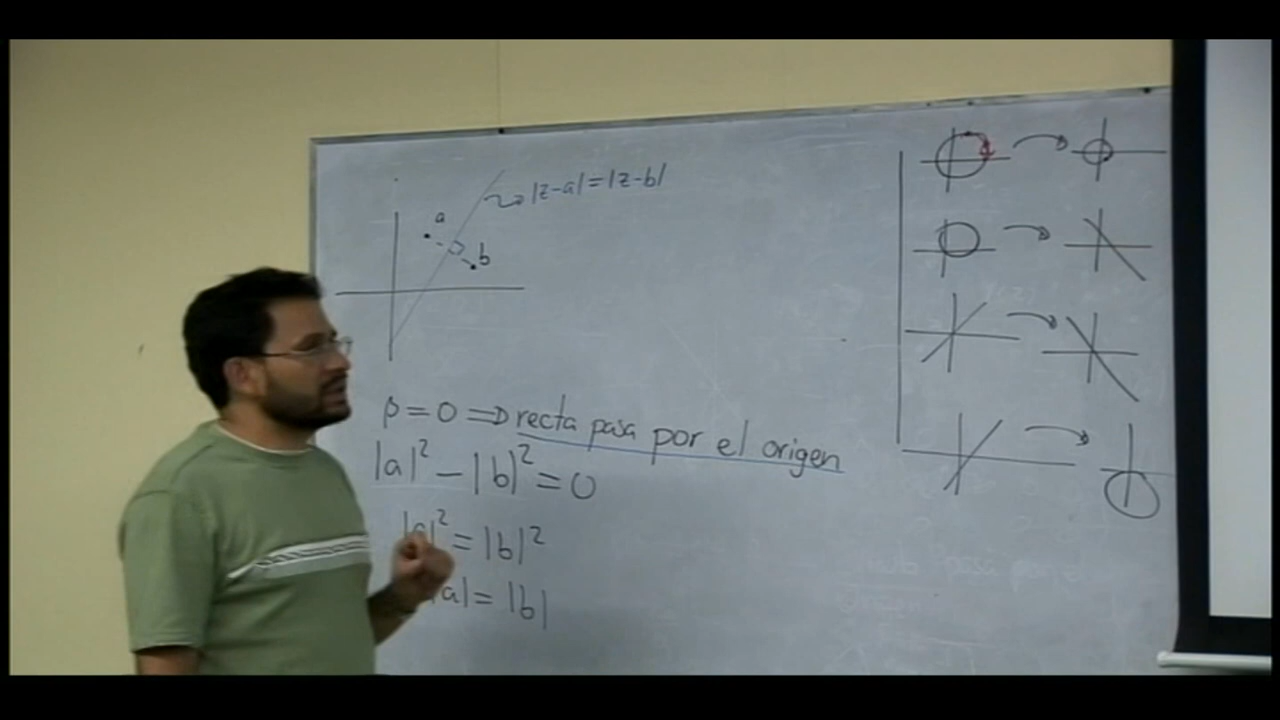 |z-a|=|z-b|
a
b
β=0 ⇒ recta pasa por el origen
|a|²-|b|²=0
|a|²=|b|²
|a|=|b|